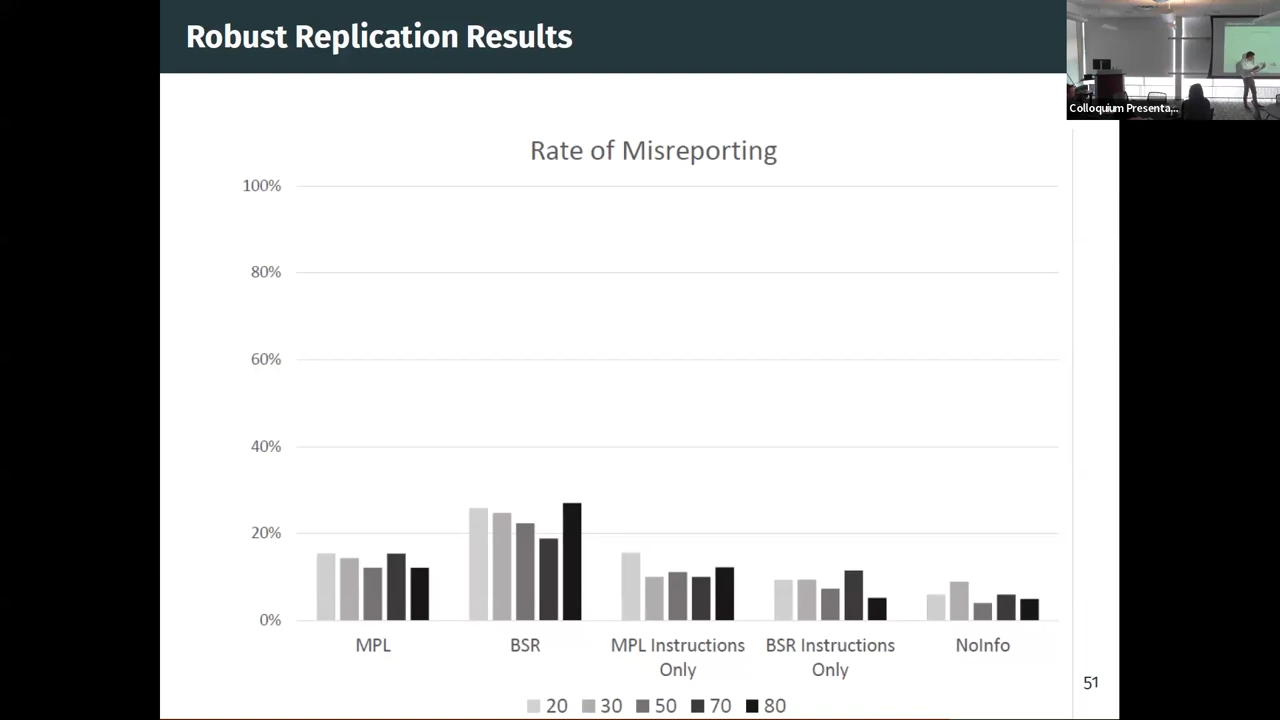 Robust Replication Results
Colloquium Presenta...
Rate of Misreporting
100%
80%
60%
40%
20%
0%
MPL
BSR
MPL Instructions
Only
BSR Instructions
Only
NoInfo
20 30 50 70 80
51